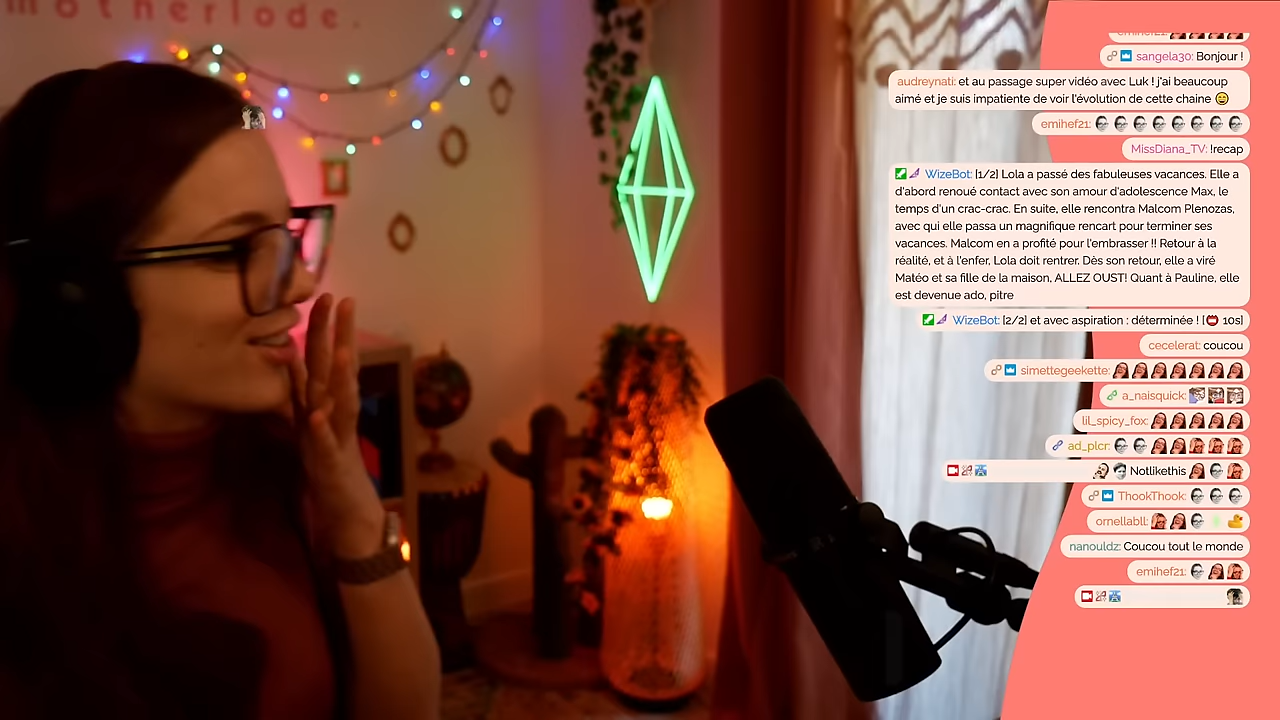 motherlode.
emihef21:
sangela30: Bonjour !
audreynati: et au passage super vidéo avec Luk ! j'ai beaucoup
aimé et je suis impatiente de voir l'évolution de cette chaine
emihef21:
MissDiana_TV: !recap
WizeBot: [1/2] Lola a passé des fabuleuses vacances. Elle a
d'abord renoué contact avec son amour d'adolescence Max, le
temps d'un crac-crac. En suite, elle rencontra Malcom Plenozas,
avec qui elle passa un magnifique rencart pour terminer ses
vacances. Malcom en a profité pour l'embrasser !! Retour à la
réalité, et à l'enfer, Lola doit rentrer. Dès son retour, elle a viré
Matéo et sa fille de la maison, ALLEZ OUST! Quant à Pauline, elle
est devenue ado, pitre
WizeBot: [2/2] et avec aspiration : déterminée ! [ 10s]
cecelerat: coucou
simettegeekette:
a_naisquick:
lil_spicy_fox:
ad_plcr:
Notlikethis
ThookThook:
ornellabll:
nanouldz: Coucou tout le monde
emihef21: